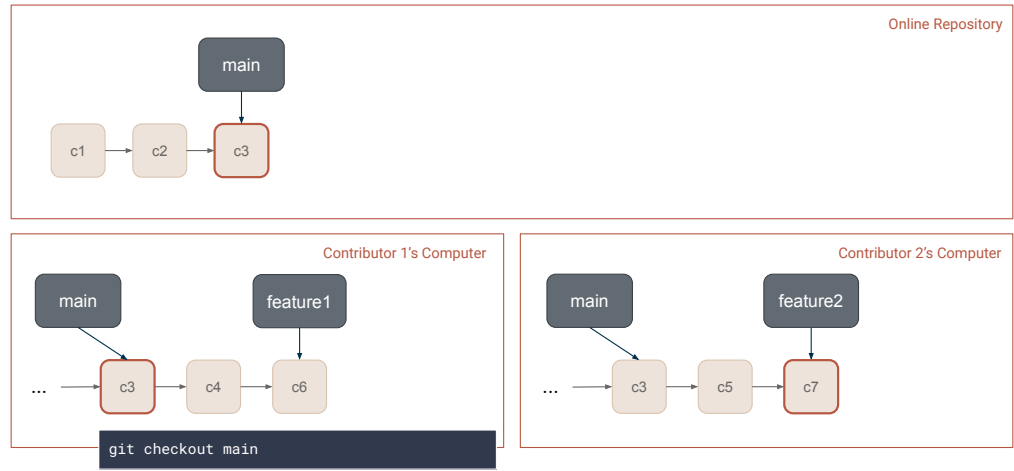 Online Repository
main
c1
c2
c3
Contributor 1's Computer
main
feature1
...
c3
c4
c6
git checkout main
Contributor 2's Computer
main
feature2
...
c3
c5
c7